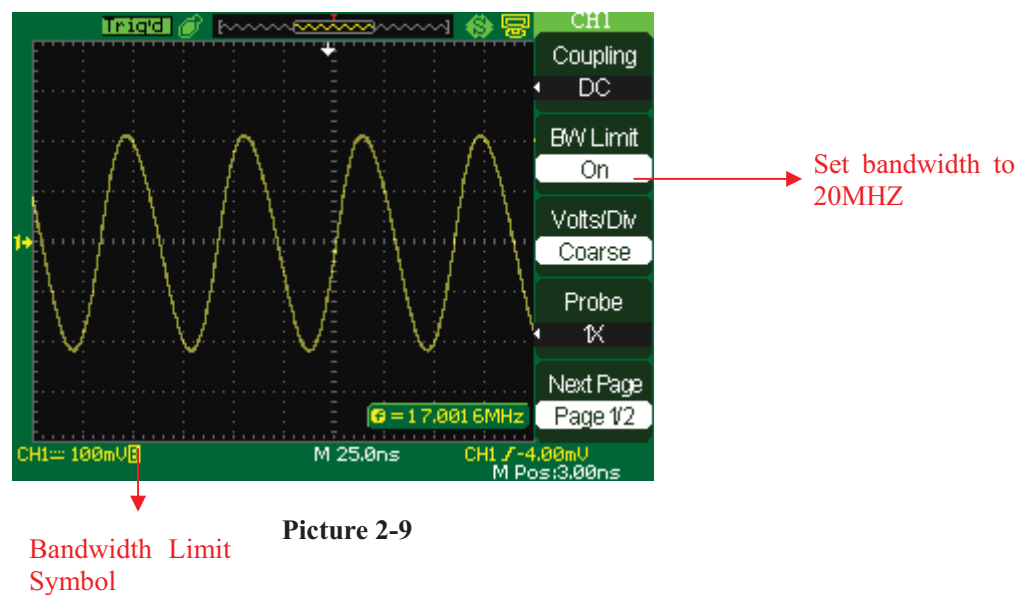 Trig'd
CH1
Coupling
DC
BW Limit
On
Set bandwidth to
20MHZ
Volts/Div
Coarse
1
Probe
1X
Next Page
Page 1/2
f = 17.0016MHz
CH1 100mVB
M 25.0ns
CH1 -4.00mV
M Pos:3.00ns
Picture 2-9
Bandwidth Limit
Symbol